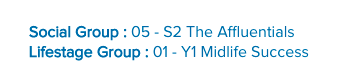 Social Group : 05 - S2 The Affluentials
Lifestage Group : 01 - Y1 Midlife Success